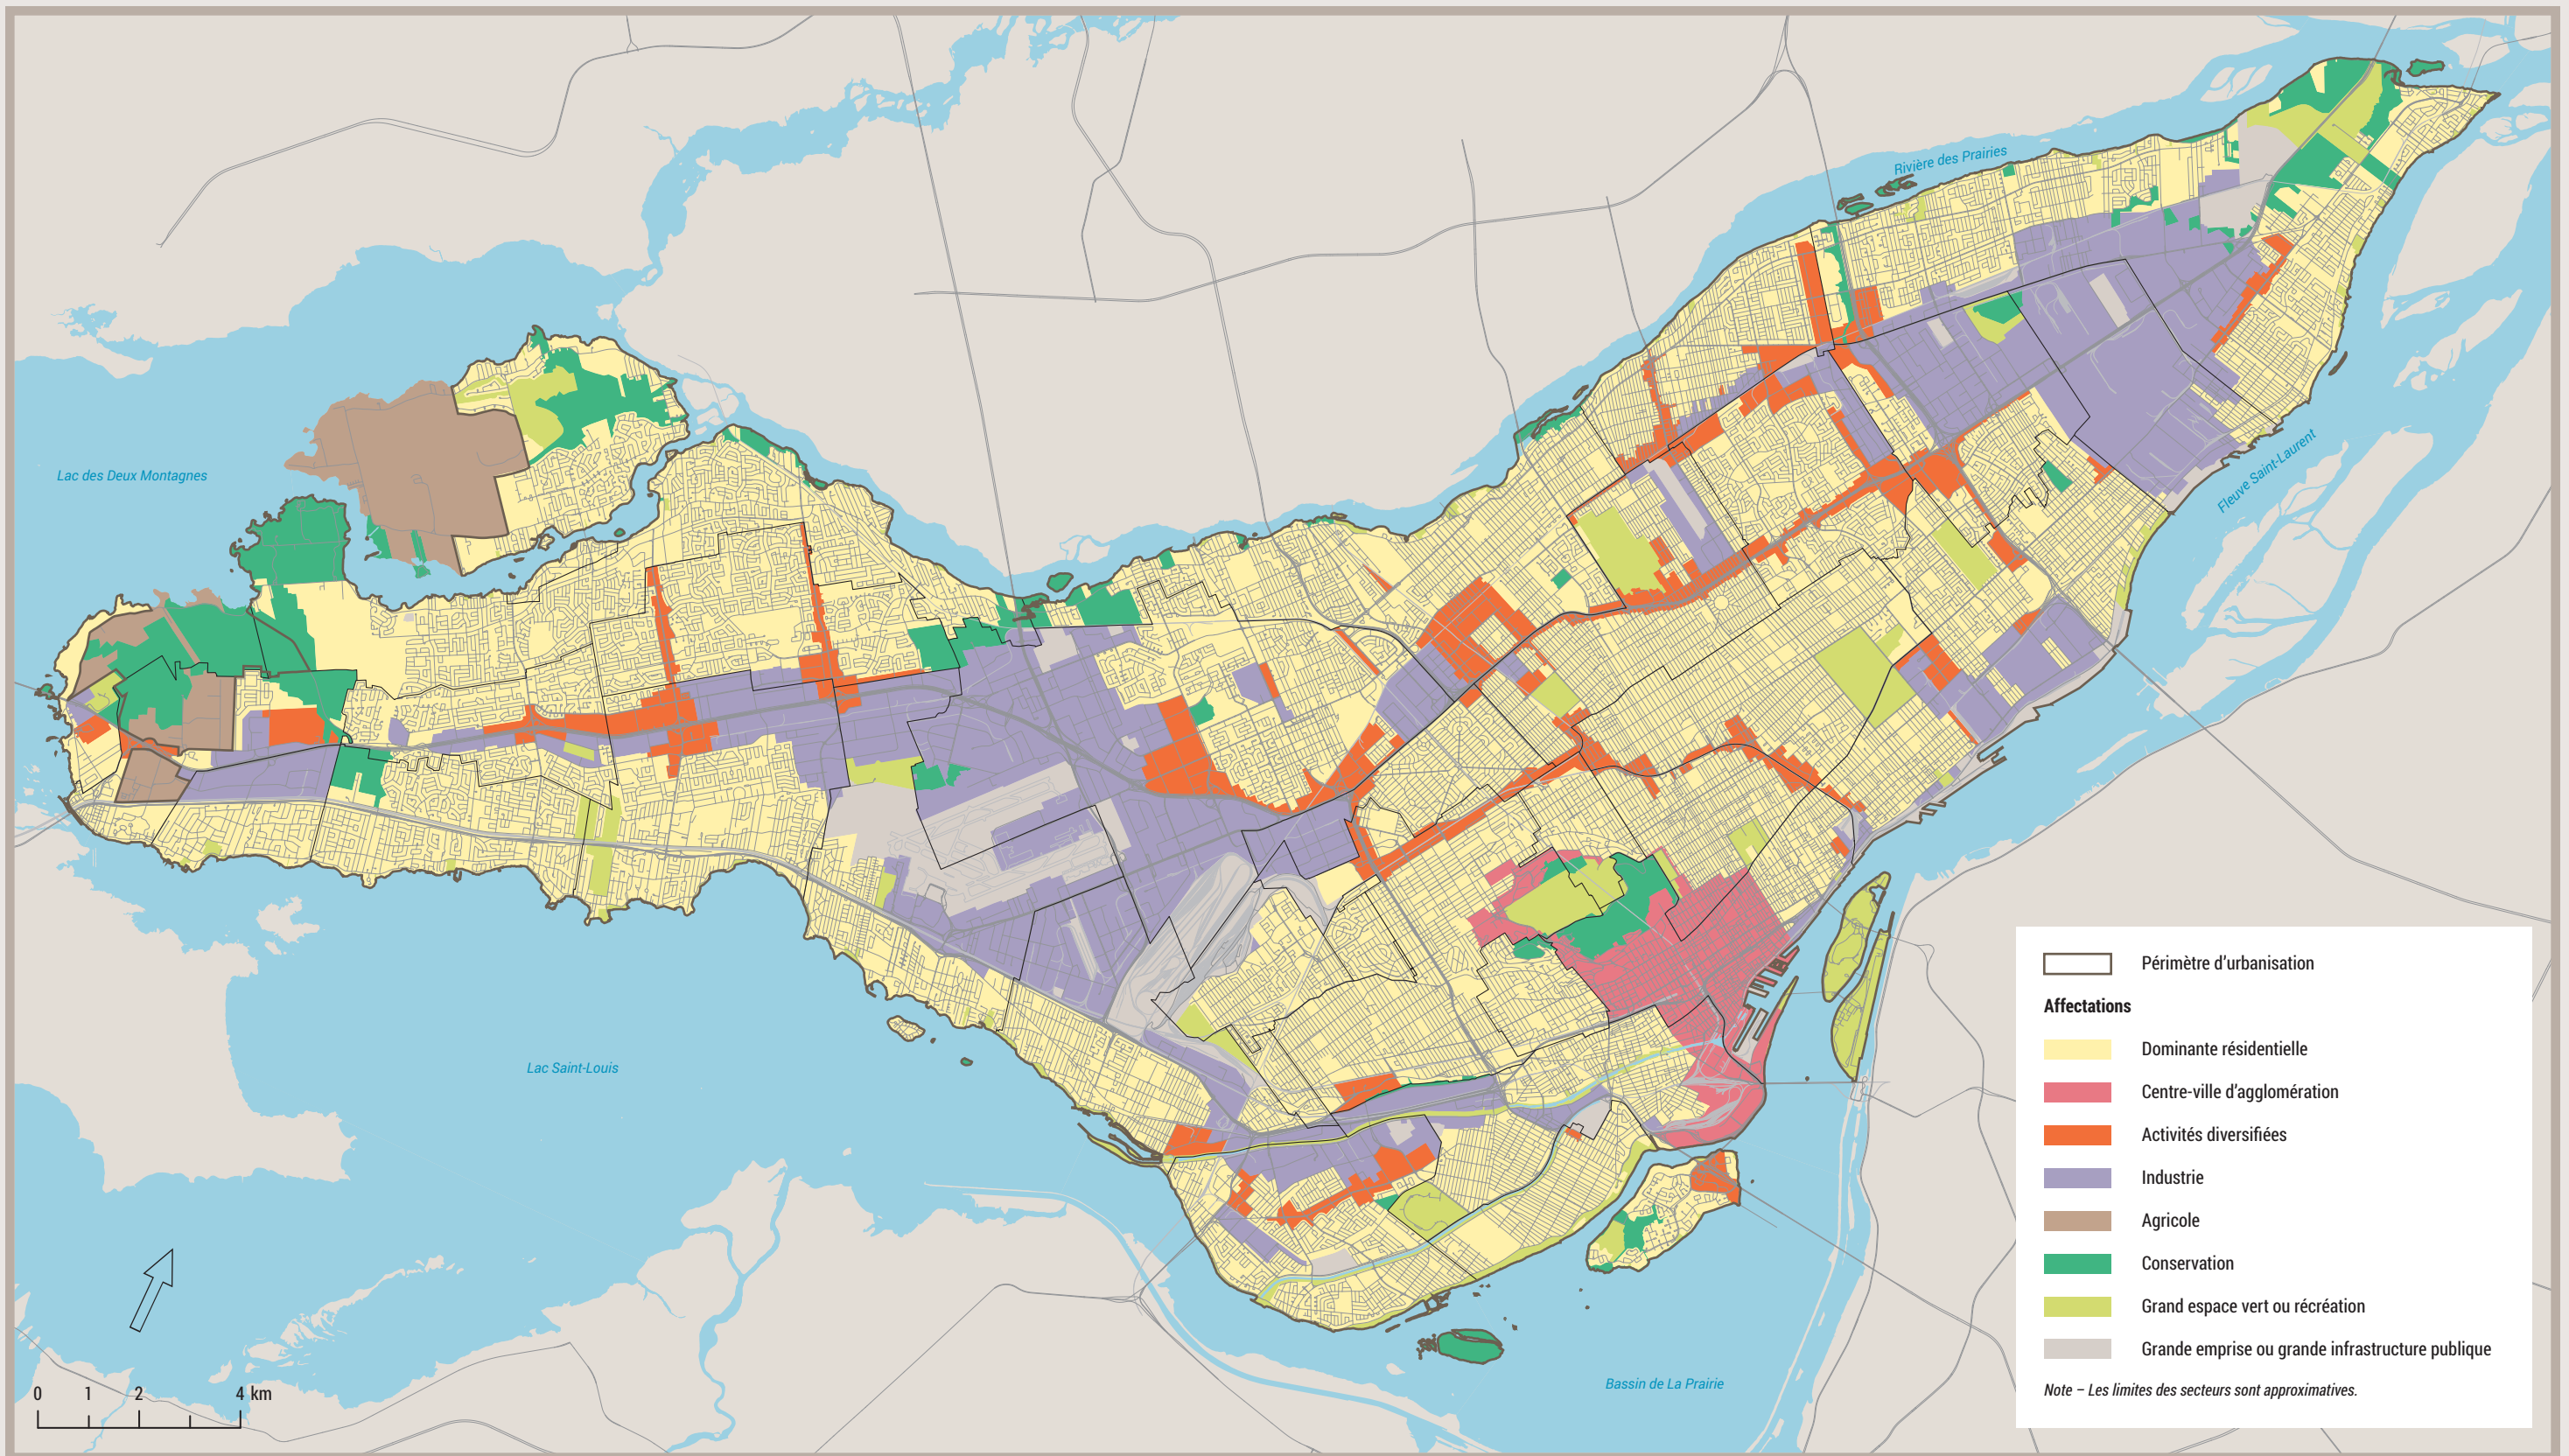 Rivière des Prairies
Lac des Deux Montagnes
Fleuve Saint-Laurent
Lac Saint-Louis
Bassin de La Prairie
Périmètre d'urbanisation
Affectations
Dominante résidentielle
Centre-ville d'agglomération
Activités diversifiées
Industrie
Agricole
Conservation
Grand espace vert ou récréation
Grande emprise ou grande infrastructure publique
Note – Les limites des secteurs sont approximatives.
0 1 2 4 km